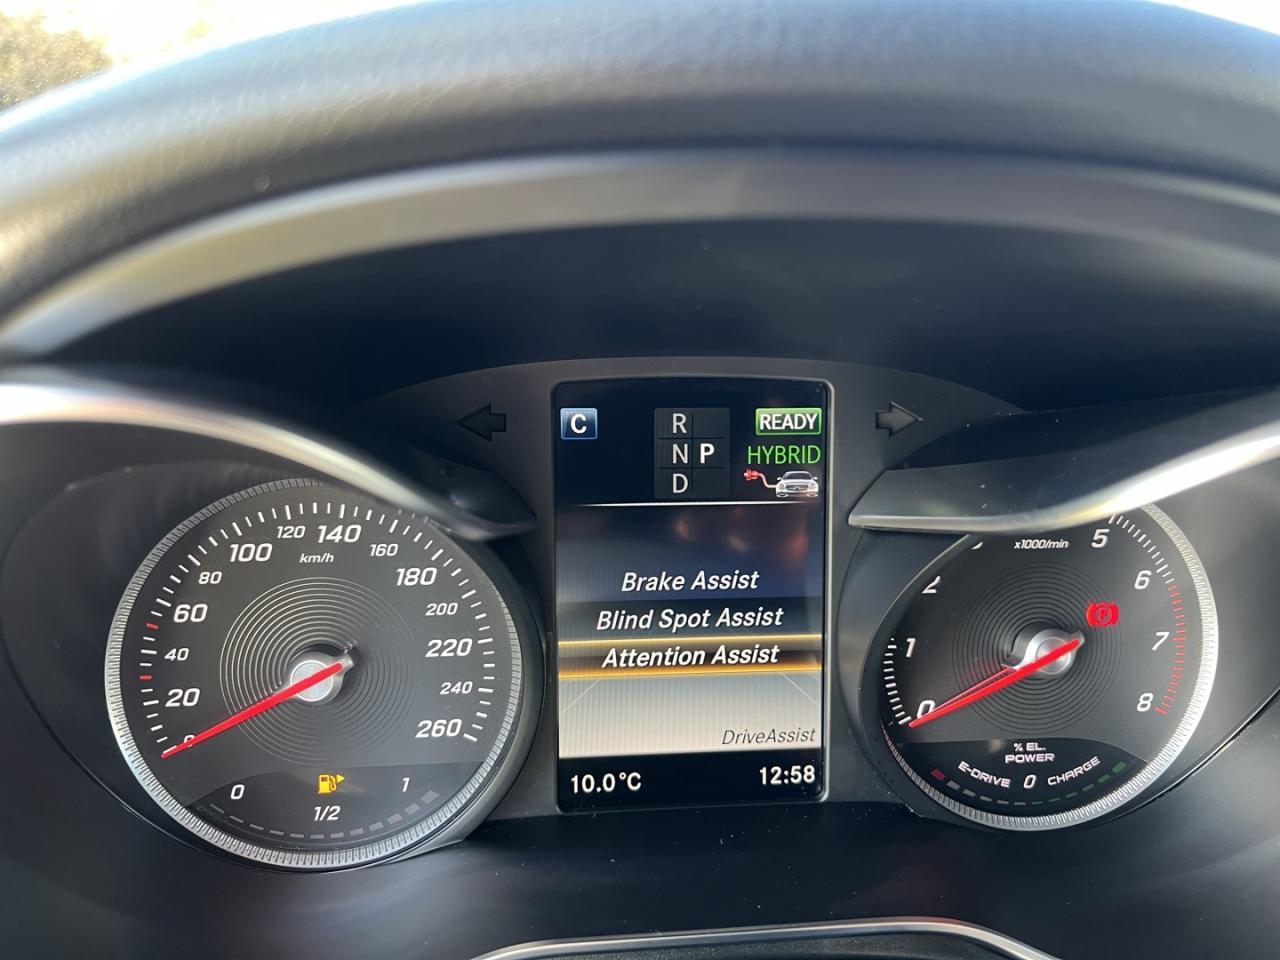 C
R
N P
D
READY
HYBRID
Brake Assist
Blind Spot Assist
Attention Assist
DriveAssist
10.0°C
12:58
0
20
40
60
80
100
120
140
160
180
200
220
240
260
km/h
0
1/2
1
x1000/min
0
1
2
5
6
7
8
P
% EL.
POWER
E-DRIVE 0 CHARGE